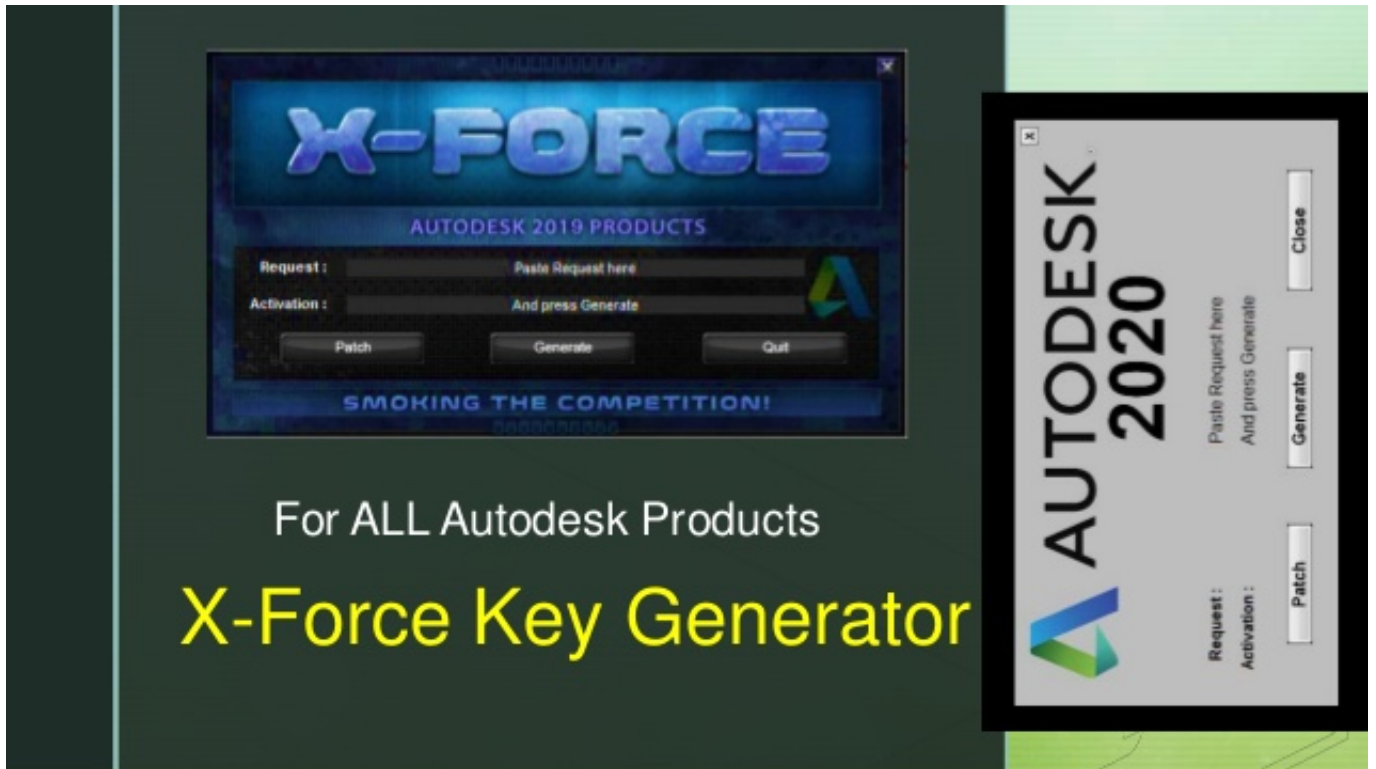 X-FORCE
AUTODESK 2019 PRODUCTS
Request :
Paste Request here
Activation :
And press Generate
Patch
Generate
Quit
SMOKING THE COMPETITION!
For ALL Autodesk Products
X-Force Key Generator
X
AUTODESK.
2020
Request :
Paste Request here
Activation :
And press Generate
Patch
Generate
Close